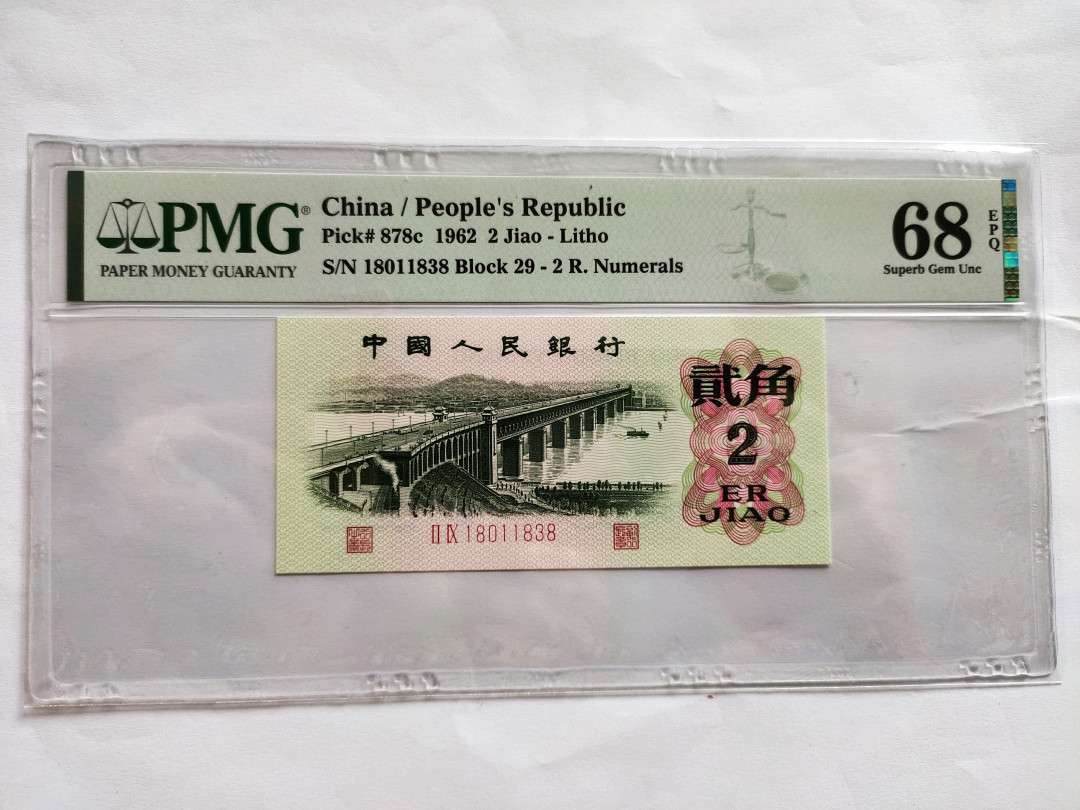 PMG®
PAPER MONEY GUARANTY
China / People's Republic
Pick# 878c 1962 2 Jiao - Litho
S/N 18011838 Block 29 - 2 R. Numerals
68
EPQ
Superb Gem Unc
中國人民銀行
貳角
2
ER
JIAO
II IX 18011838